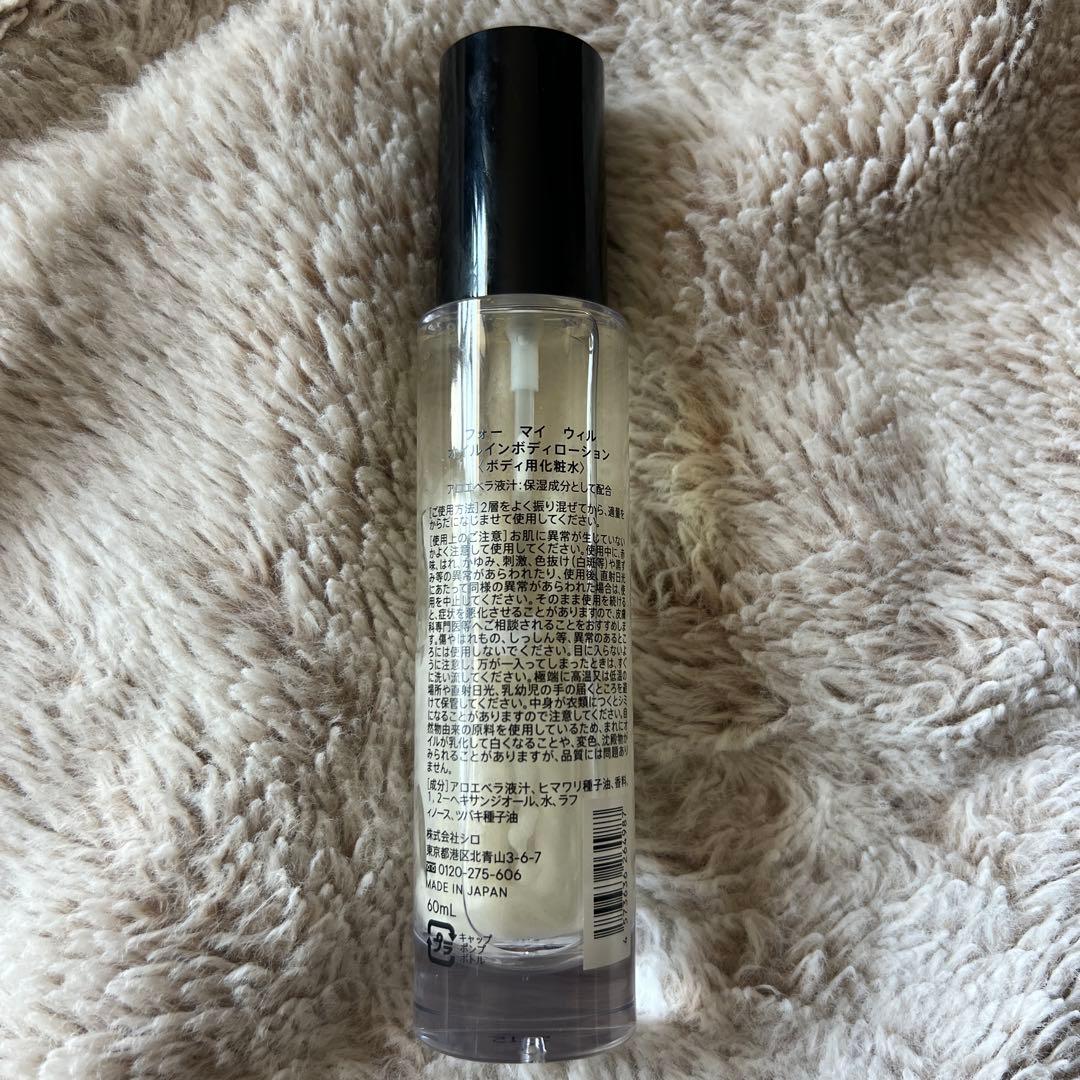 フォー マイ ウィル
オイルインボディローション
〈ボディ用化粧水〉
アロエベラ液汁：保湿成分として配合
[ご使用方法]2層をよく振り混ぜてから、適量を
からだになじませて使用してください。
[使用上のご注意]お肌に異常が生じていない
かよく注意して使用してください。使用中に、赤
味、はれ、かゆみ、刺激、色抜け(白斑等)や黒ず
み等の異常があらわれたり、使用後、直射日光
にあたって同様の異常があらわれた場合は、使
用を中止してください。そのまま使用を続ける
と、症状を悪化させることがありますので、皮膚
科専門医等へご相談されることをおすすめしま
す。傷やはれもの、しっしん等、異常のあるとこ
ろには使用しないでください。目に入らないよ
うに注意し、万が一入ってしまったときは、すぐ
に洗い流してください。極端に高温又は低温の
場所や直射日光、乳幼児の手の届くところを避
けて保管してください。中身が衣類につくとシミ
になることがありますので注意してください。自
然物由来の原料を使用しているため、まれにオ
イルが乳化して白くなることや、変色、沈殿物が
みられることがありますが、品質には問題あり
ません。
[成分]アロエベラ液汁、ヒマワリ種子油、香料、
1,2-ヘキサンジオール、水、ラフ
ィノース、ツバキ種子油
株式会社シロ
東京都港区北青山3-6-7
0120-275-606
MADE IN JAPAN
60mL
プラ
キャップ
ポンプ
ボトル
4 573636 264987